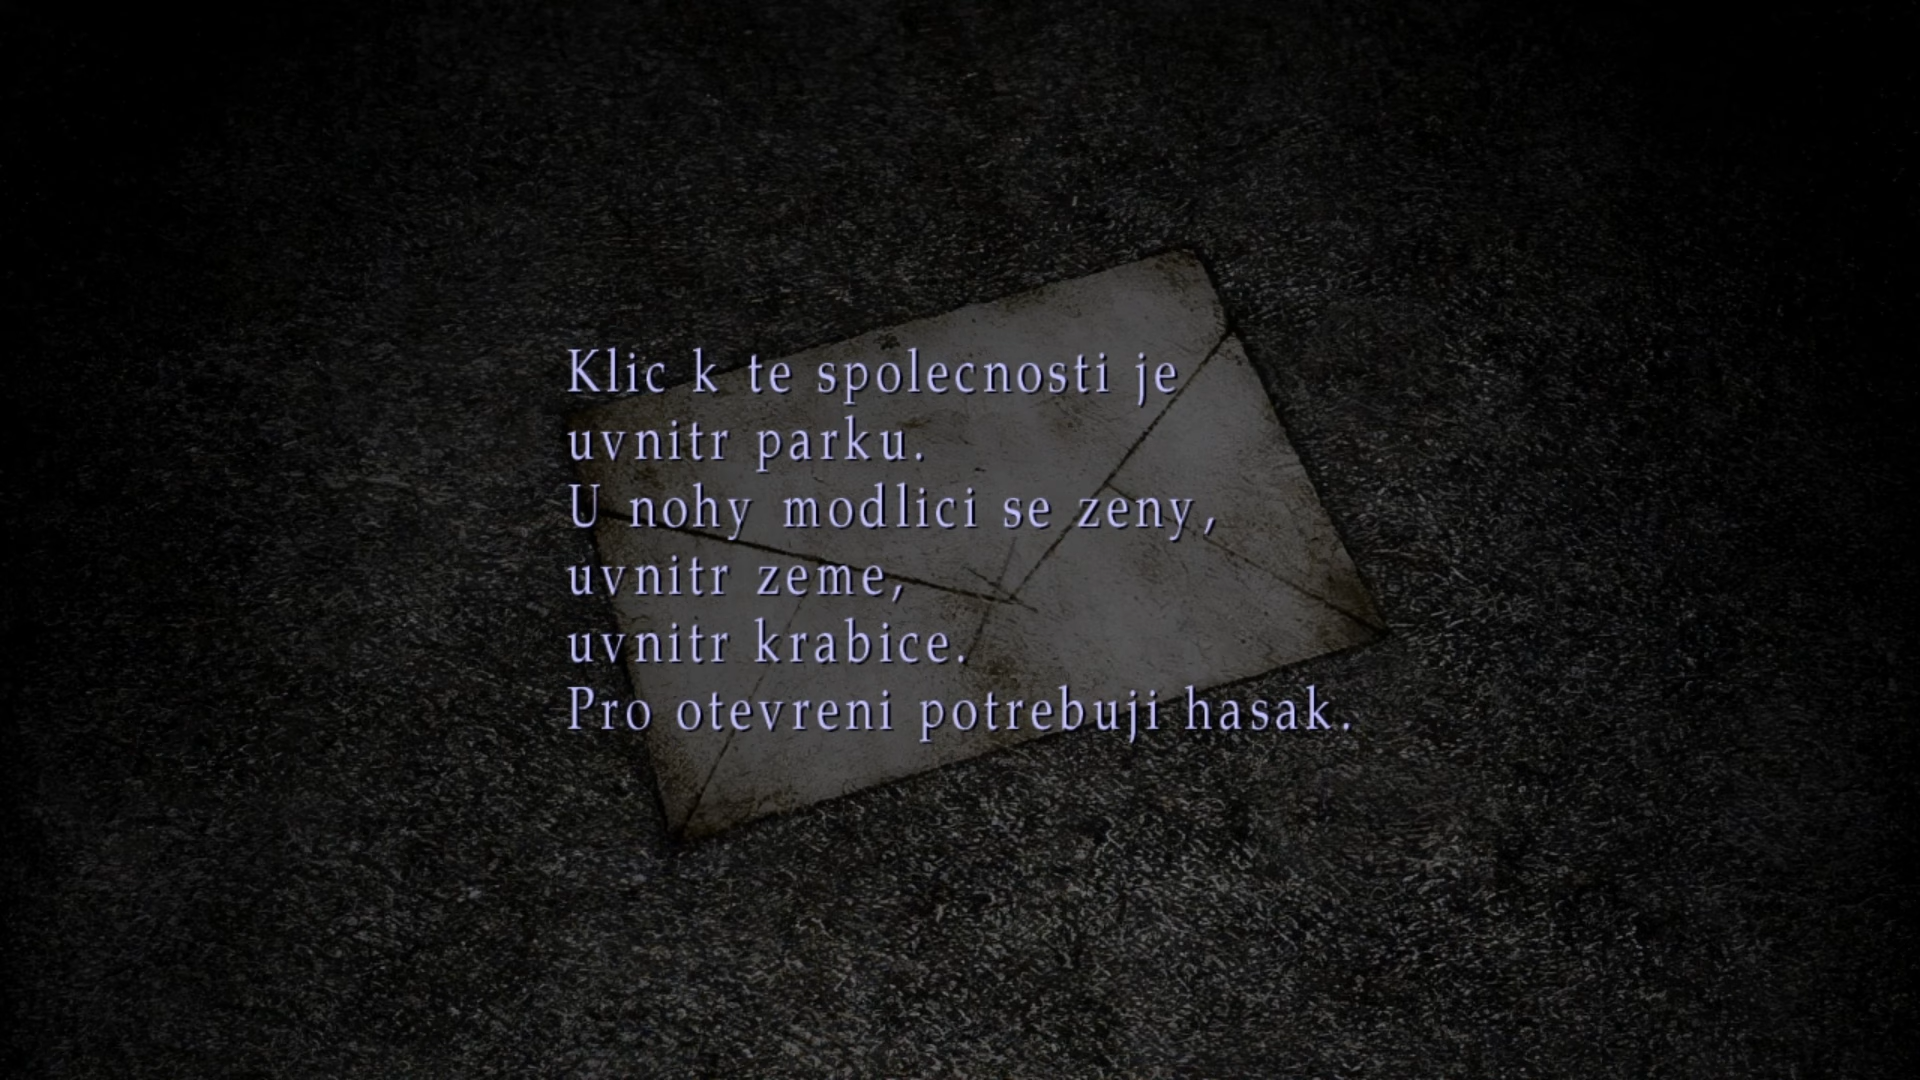 Klic k te spolecnosti je
uvnitr parku.
U nohy modlici se zeny,
uvnitr zeme,
uvnitr krabice.
Pro otevreni potrebuji hasak.